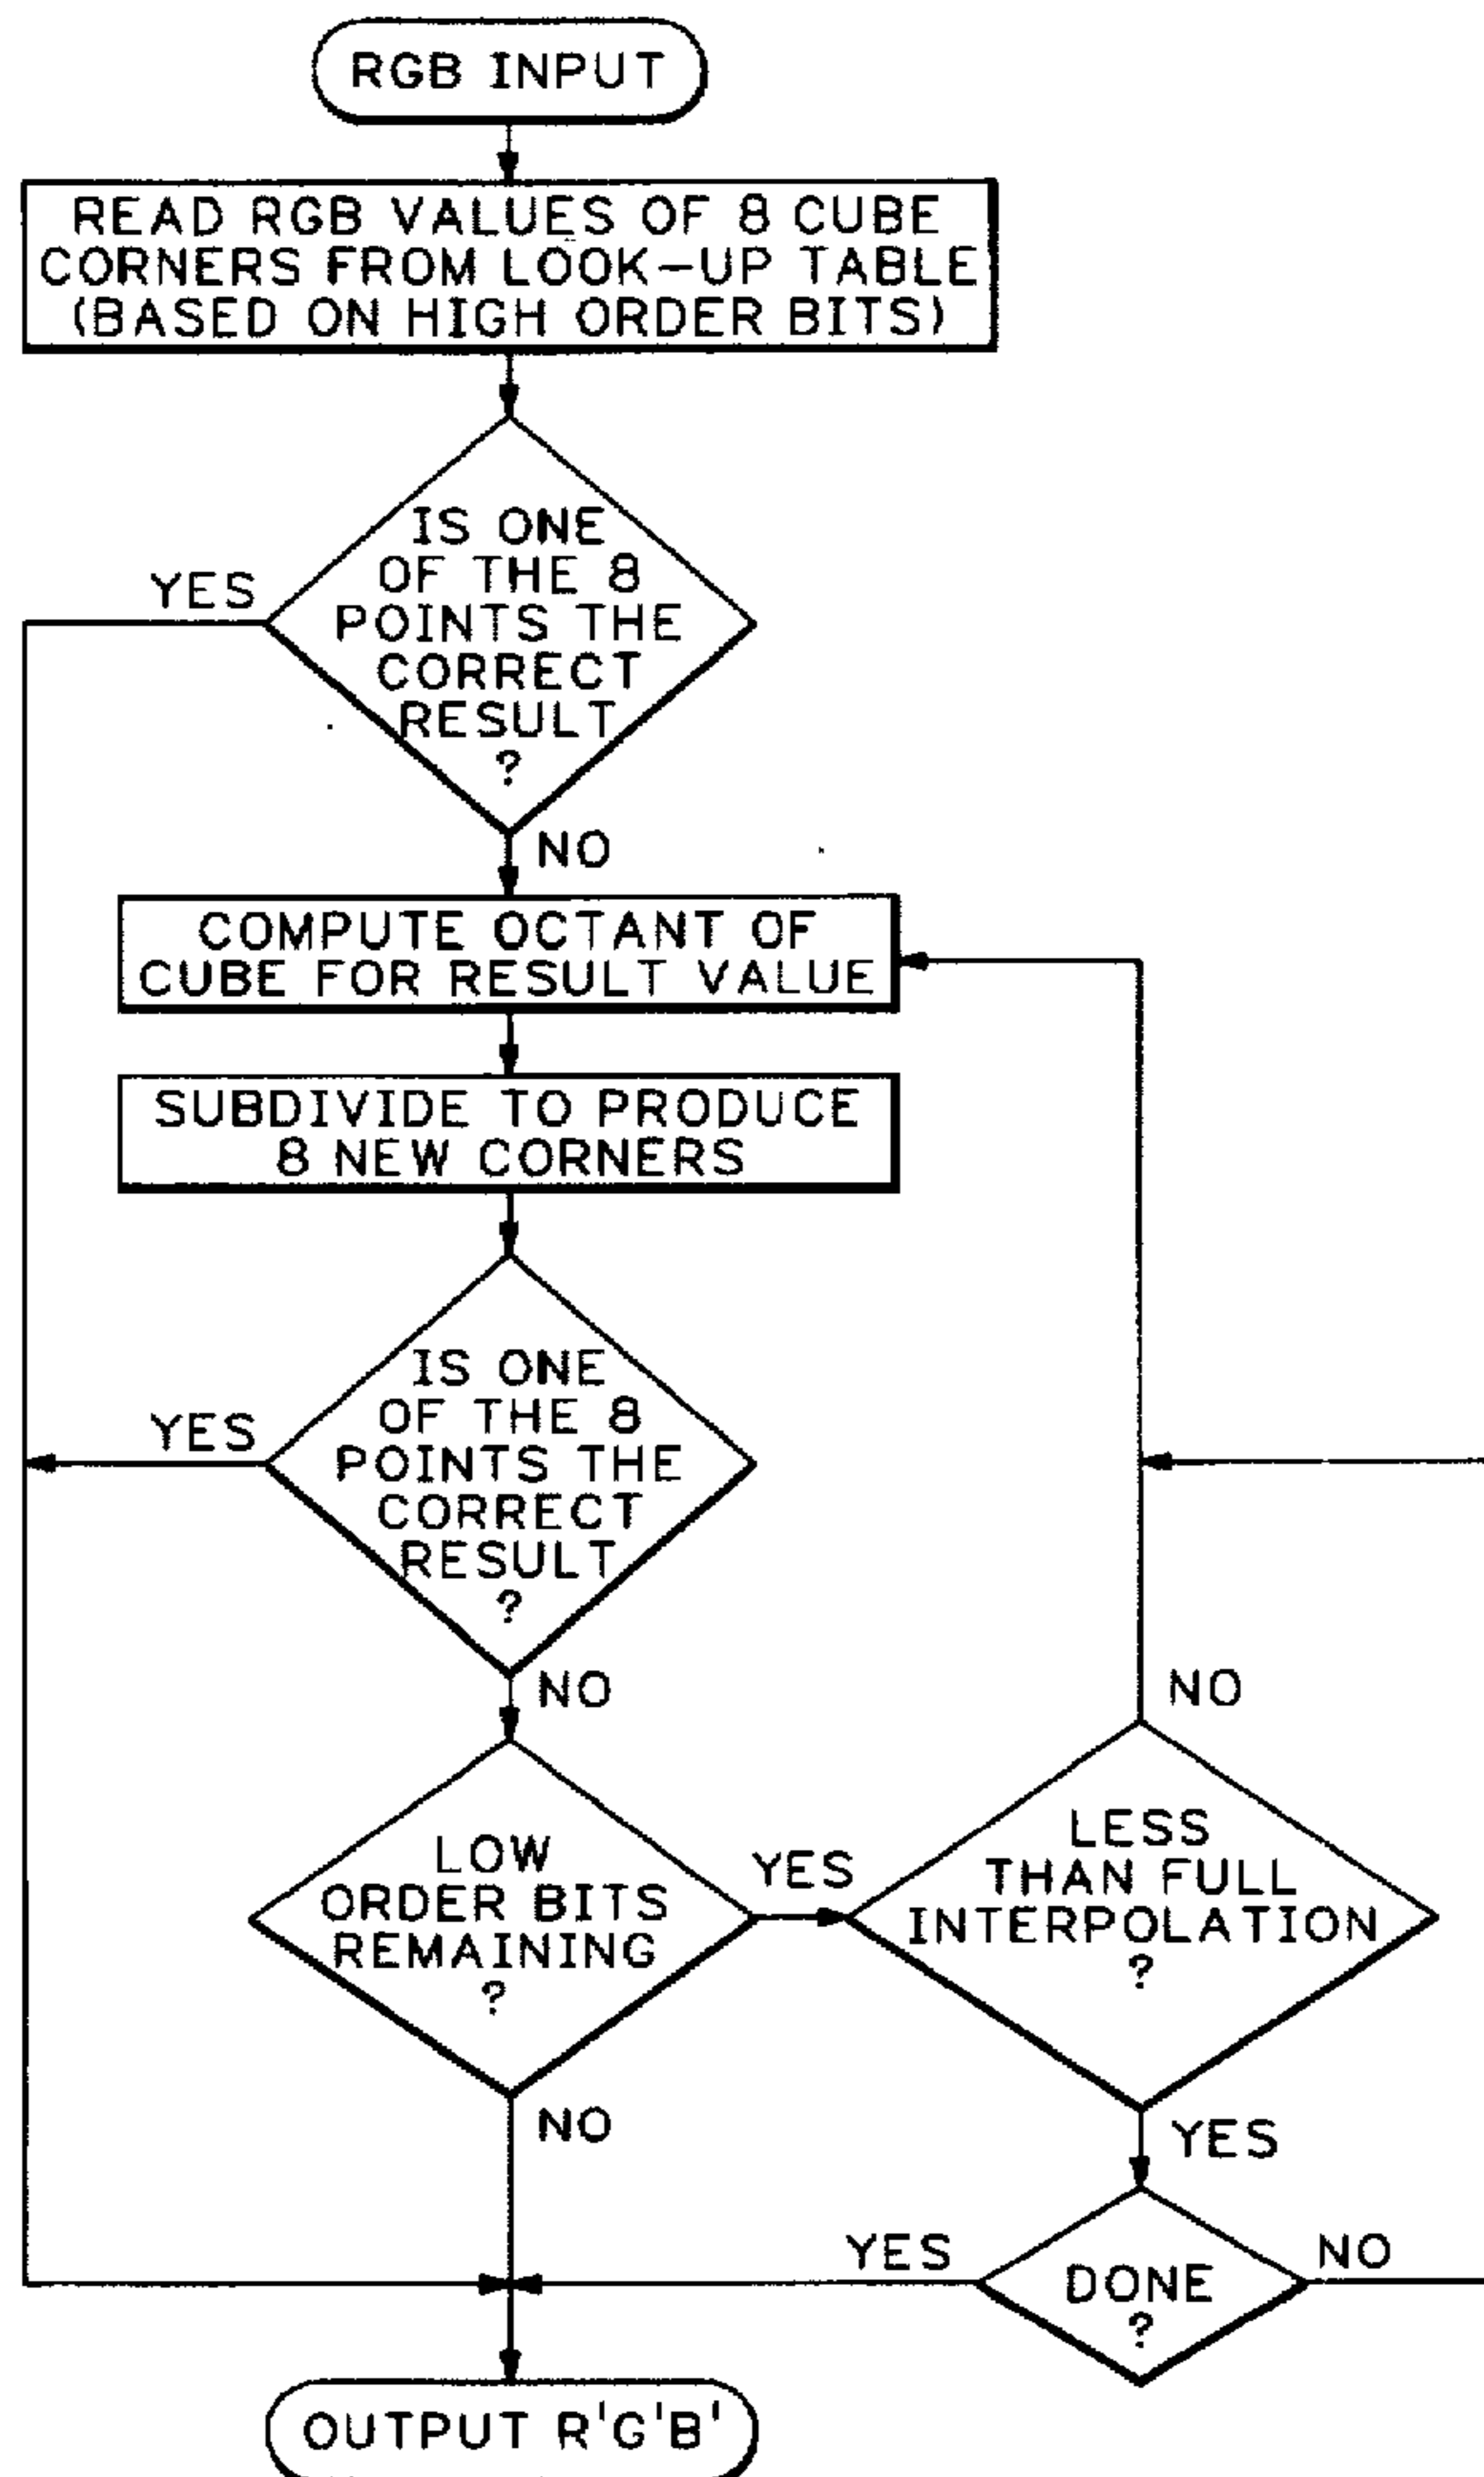 RGB INPUT
READ RGB VALUES OF 8 CUBE
CORNERS FROM LOOK-UP TABLE
(BASED ON HIGH ORDER BITS)
IS ONE
OF THE 8
POINTS THE
CORRECT
RESULT
?
YES
NO
COMPUTE OCTANT OF
CUBE FOR RESULT VALUE
SUBDIVIDE TO PRODUCE
8 NEW CORNERS
IS ONE
OF THE 8
POINTS THE
CORRECT
RESULT
?
YES
NO
LOW
ORDER BITS
REMAINING
?
YES
NO
LESS
THAN FULL
INTERPOLATION
?
NO
YES
DONE
?
YES
NO
OUTPUT R'G'B'